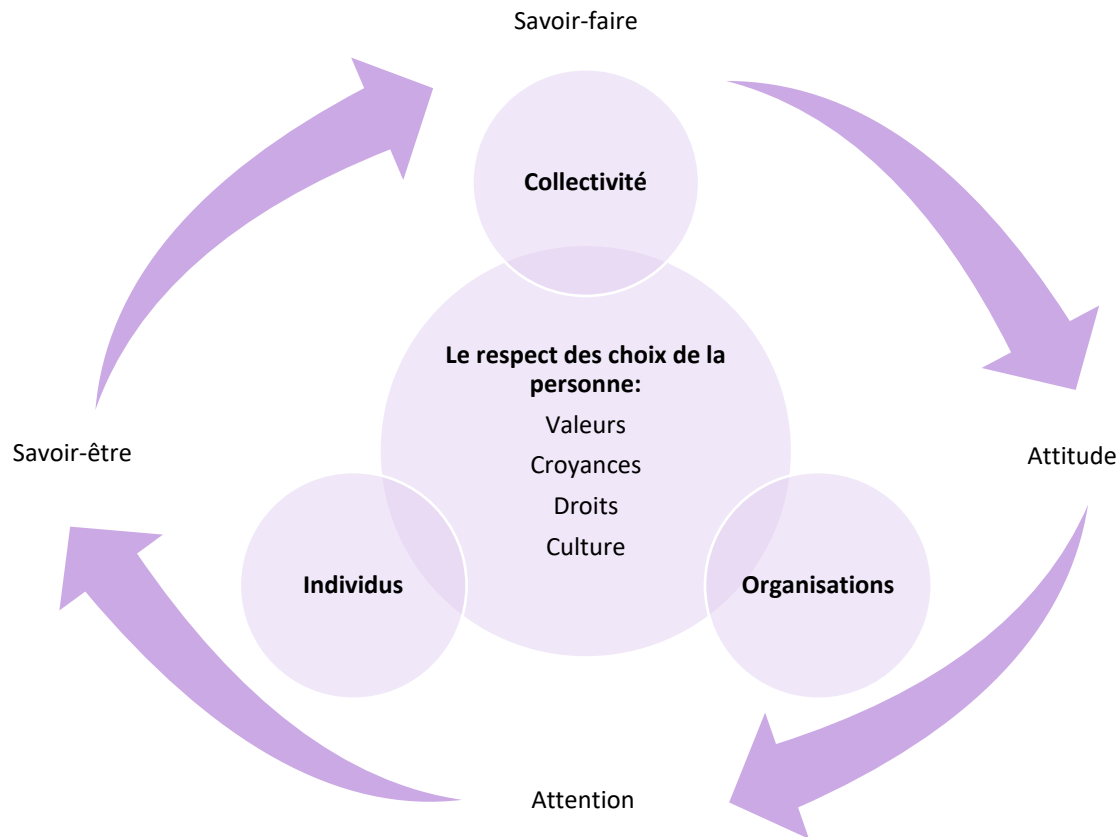 Savoir-faire
Collectivité
Le respect des choix de la
personne:
Valeurs
Croyances
Droits
Culture
Savoir-être
Attitude
Individus
Organisations
Attention